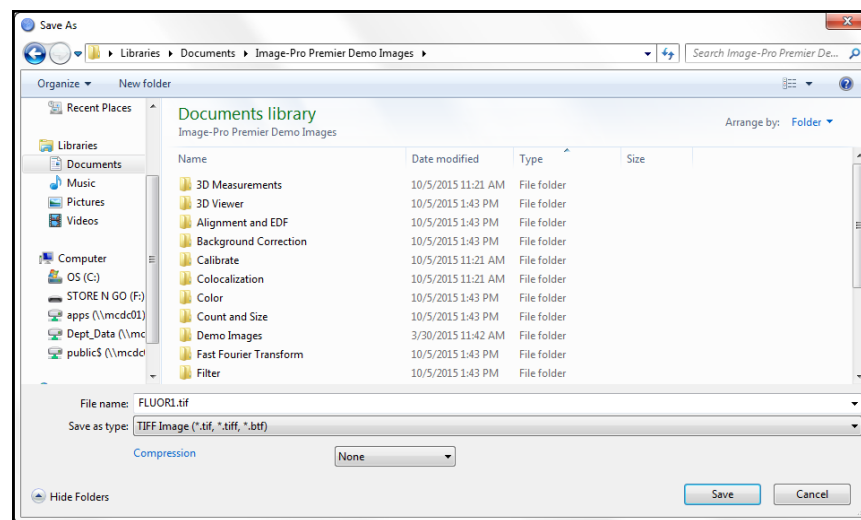 Save As
Libraries Documents Image-Pro Premier Demo Images
Search Image-Pro Premier De...
Organize New folder
Recent Places
Libraries
Documents
Music
Pictures
Videos
Computer
OS (C:)
STORE N GO (F:)
apps (\\mcdc01)
Dept_Data (\\mc
public$ (\\mcdc
Documents library
Image-Pro Premier Demo Images
Arrange by: Folder
Name Date modified Type Size
3D Measurements 10/5/2015 11:21 AM File folder
3D Viewer 10/5/2015 1:43 PM File folder
Alignment and EDF 10/5/2015 1:43 PM File folder
Background Correction 10/5/2015 1:43 PM File folder
Calibrate 10/5/2015 11:21 AM File folder
Colocalization 10/5/2015 11:21 AM File folder
Color 10/5/2015 1:43 PM File folder
Count and Size 10/5/2015 1:43 PM File folder
Demo Images 3/30/2015 11:42 AM File folder
Fast Fourier Transform 10/5/2015 1:43 PM File folder
Filter 10/5/2015 1:43 PM File folder
File name: FLUOR1.tif
Save as type: TIFF Image (*.tif, *.tiff, *.btf)
Compression None
Hide Folders Save Cancel